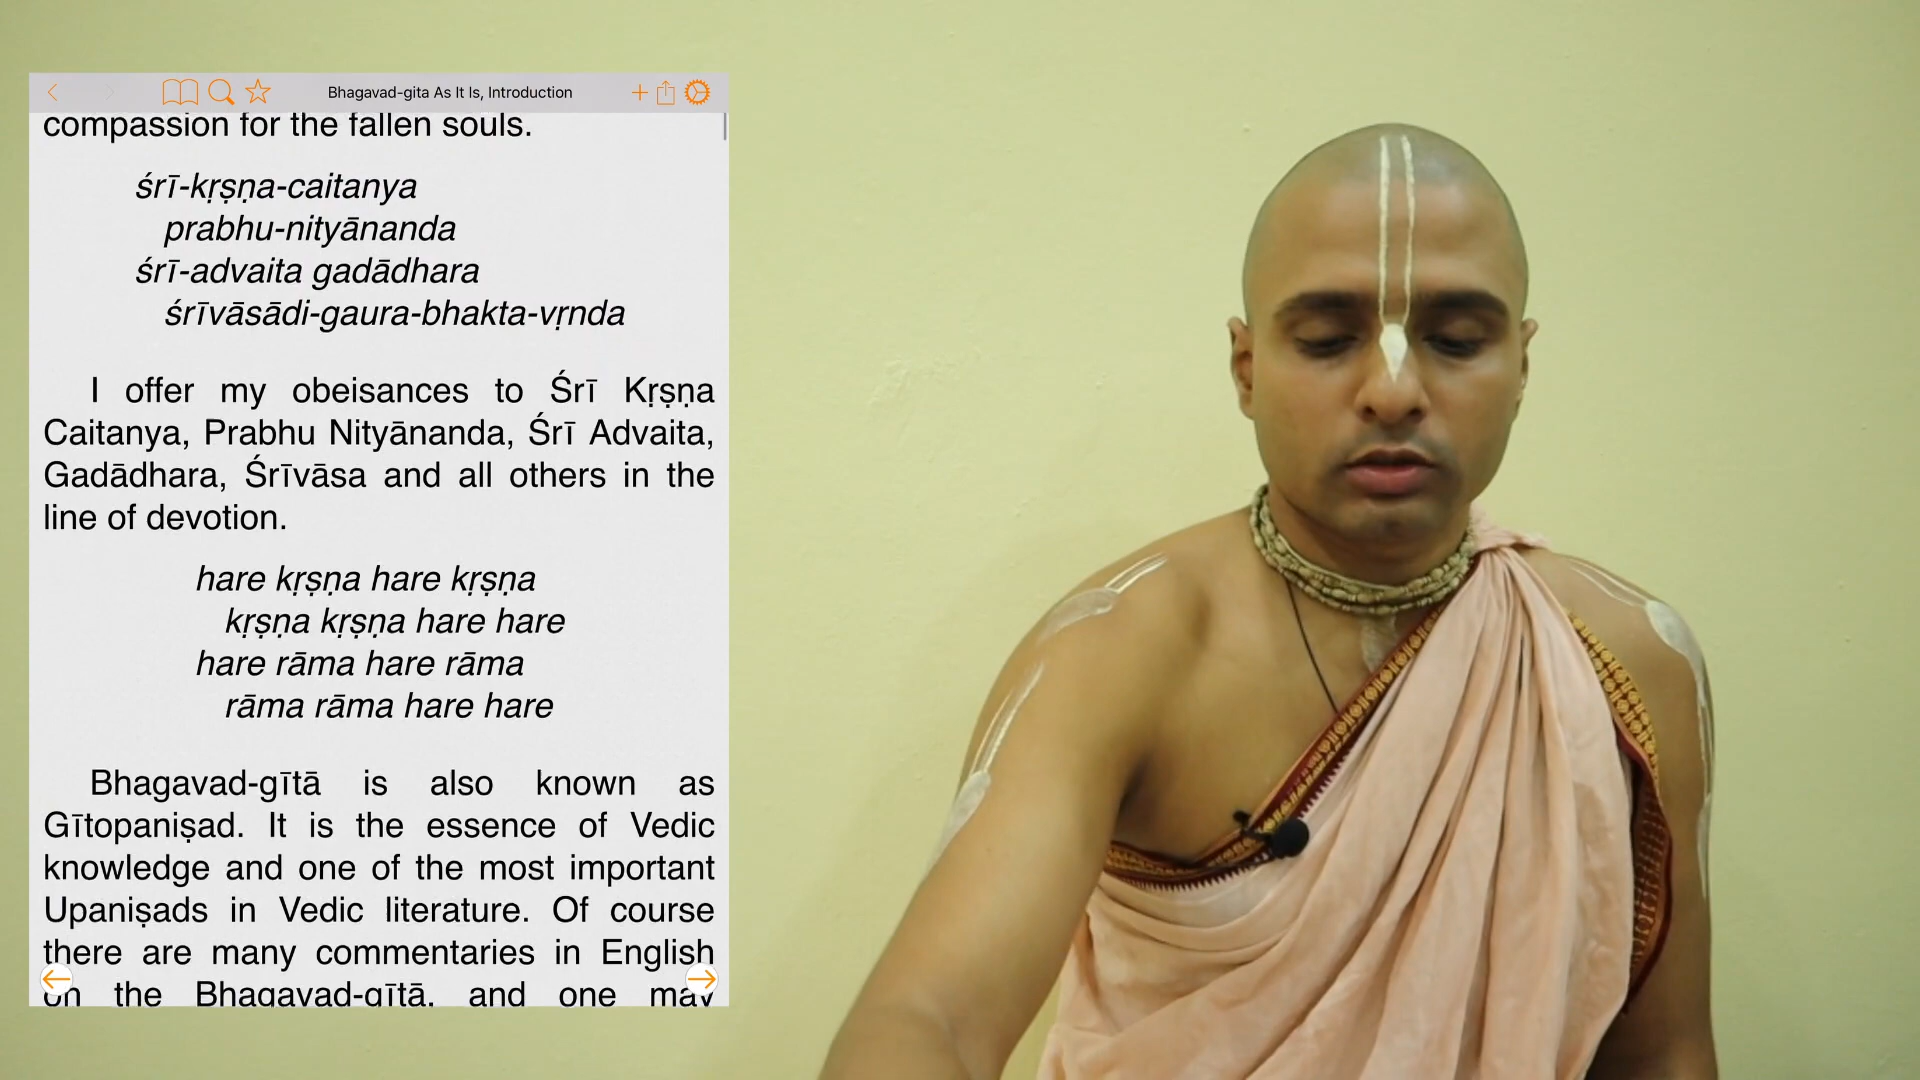 Bhagavad-gita As It Is, Introduction
compassion for the fallen souls.
śrī-kṛṣṇa-caitanya
prabhu-nityānanda
śrī-advaita gadādhara
śrīvāsādi-gaura-bhakta-vṛnda
I offer my obeisances to Śrī Kṛṣṇa
Caitanya, Prabhu Nityānanda, Śrī Advaita,
Gadādhara, Śrīvāsa and all others in the
line of devotion.
hare kṛṣṇa hare kṛṣṇa
kṛṣṇa kṛṣṇa hare hare
hare rāma hare rāma
rāma rāma hare hare
Bhagavad-gītā is also known as
Gītopaniṣad. It is the essence of Vedic
knowledge and one of the most important
Upaniṣads in Vedic literature. Of course
there are many commentaries in English
on the Bhagavad-gītā, and one may